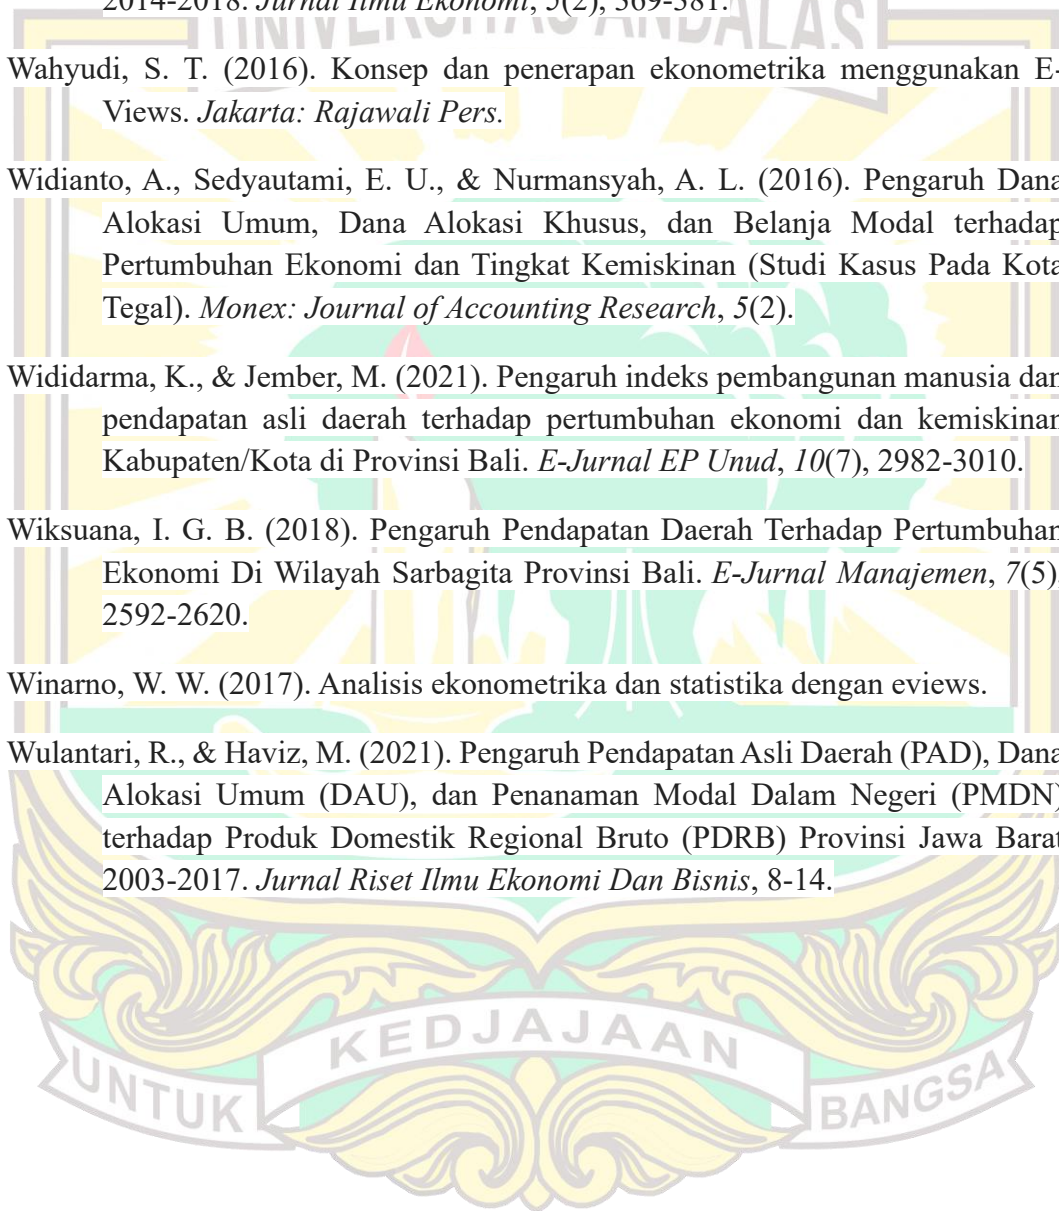 2014-2018. Jurnal Ilmu Ekonomi, 5(2), 369-381.
UNIVERSITAS ANDALAS
Wahyudi, S. T. (2016). Konsep dan penerapan ekonometrika menggunakan E-
Views. Jakarta: Rajawali Pers.
Widianto, A., Sedyautami, E. U., & Nurmansyah, A. L. (2016). Pengaruh Dana
Alokasi Umum, Dana Alokasi Khusus, dan Belanja Modal terhadap
Pertumbuhan Ekonomi dan Tingkat Kemiskinan (Studi Kasus Pada Kota
Tegal). Monex: Journal of Accounting Research, 5(2).
Wididarma, K., & Jember, M. (2021). Pengaruh indeks pembangunan manusia dan
pendapatan asli daerah terhadap pertumbuhan ekonomi dan kemiskinan
Kabupaten/Kota di Provinsi Bali. E-Jurnal EP Unud, 10(7), 2982-3010.
Wiksuana, I. G. B. (2018). Pengaruh Pendapatan Daerah Terhadap Pertumbuhan
Ekonomi Di Wilayah Sarbagita Provinsi Bali. E-Jurnal Manajemen, 7(5),
2592-2620.
Winarno, W. W. (2017). Analisis ekonometrika dan statistika dengan eviews.
Wulantari, R., & Haviz, M. (2021). Pengaruh Pendapatan Asli Daerah (PAD), Dana
Alokasi Umum (DAU), dan Penanaman Modal Dalam Negeri (PMDN)
terhadap Produk Domestik Regional Bruto (PDRB) Provinsi Jawa Barat
2003-2017. Jurnal Riset Ilmu Ekonomi Dan Bisnis, 8-14.
UNTUK KEDJAJAAN BANGSA